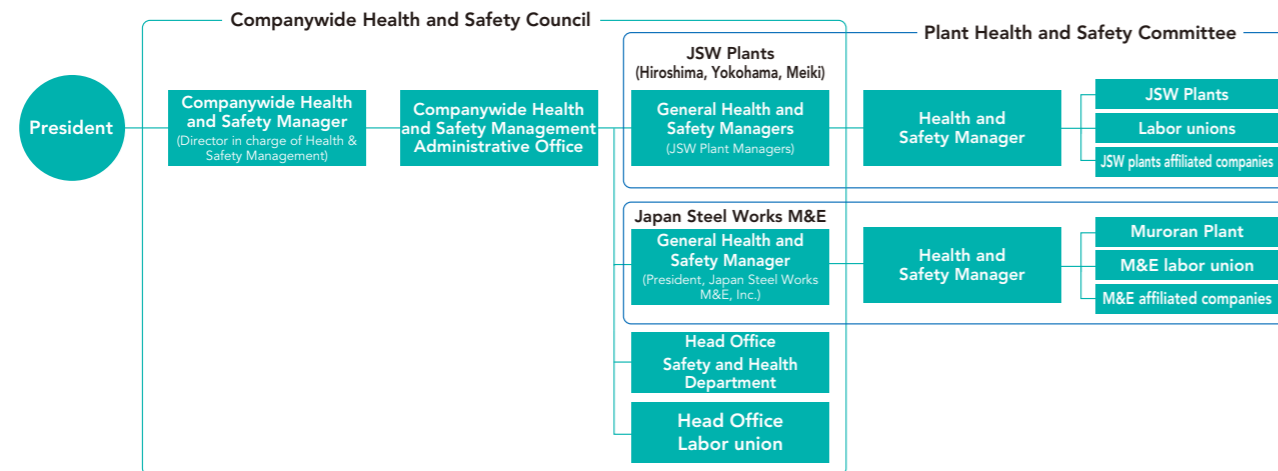 Companywide Health and Safety Council
Plant Health and Safety Committee
President
Companywide Health
and Safety Manager
(Director in charge of Health &
Safety Management)
Companywide Health
and Safety Management
Administrative Office
JSW Plants
(Hiroshima, Yokohama, Meiki)
General Health and
Safety Managers
(JSW Plant Managers)
Health and
Safety Manager
JSW Plants
Labor unions
JSW plants affiliated companies
Japan Steel Works M&E
General Health and
Safety Manager
(President, Japan Steel Works
M&E, Inc.)
Health and
Safety Manager
Muroran Plant
M&E labor union
M&E affiliated companies
Head Office
Safety and Health
Department
Head Office
Labor union